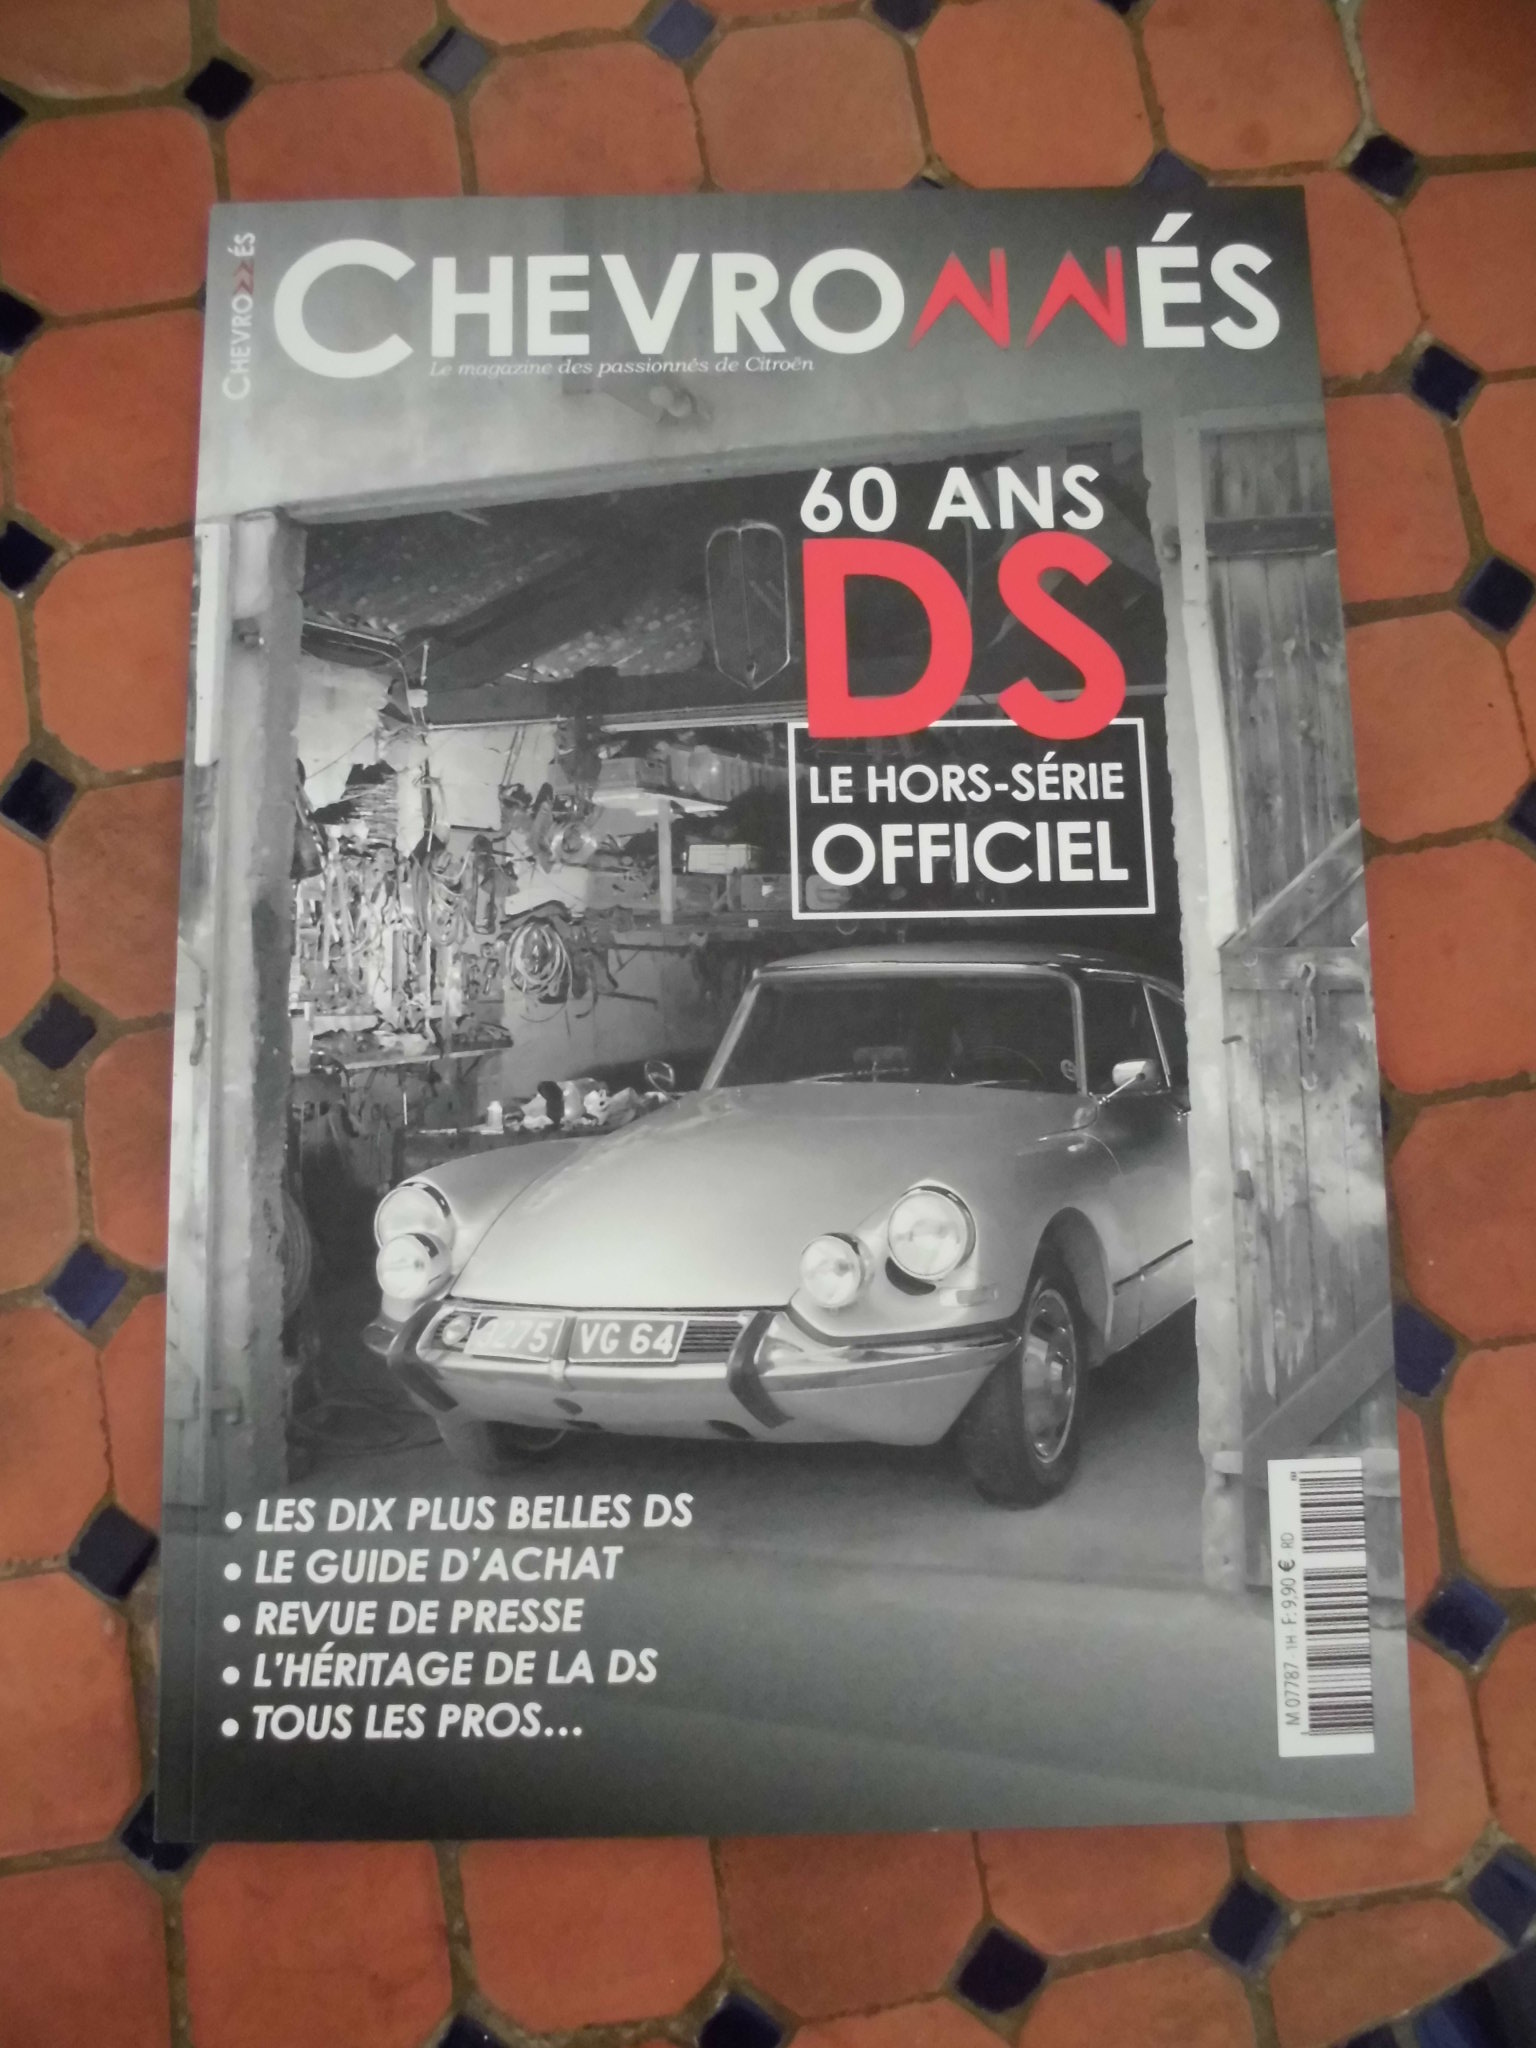 CHEVRONNÉS
CHEVRONNÉS
Le magazine des passionnés de Citroën
60 ANS
DS
LE HORS-SÉRIE
OFFICIEL
VG 64
• LES DIX PLUS BELLES DS
• LE GUIDE D'ACHAT
• REVUE DE PRESSE
• L'HÉRITAGE DE LA DS
• TOUS LES PROS...
M 07787 - 1H - F: 9,90 € - RD